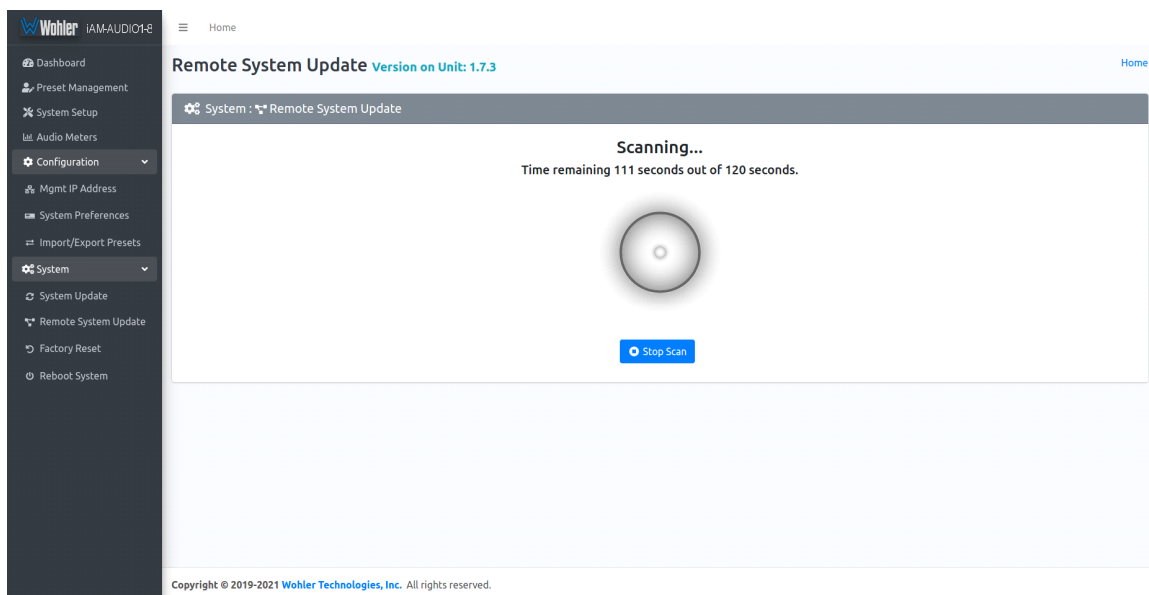 Wohler iAM-AUDIO1-8
Home
Dashboard
Preset Management
System Setup
Audio Meters
Configuration
Mgmt IP Address
System Preferences
Import/Export Presets
System
System Update
Remote System Update
Factory Reset
Reboot System
Remote System Update Version on Unit: 1.7.3
Home
System : Remote System Update
Scanning...
Time remaining 111 seconds out of 120 seconds.
Stop Scan
Copyright © 2019-2021 Wohler Technologies, Inc. All rights reserved.